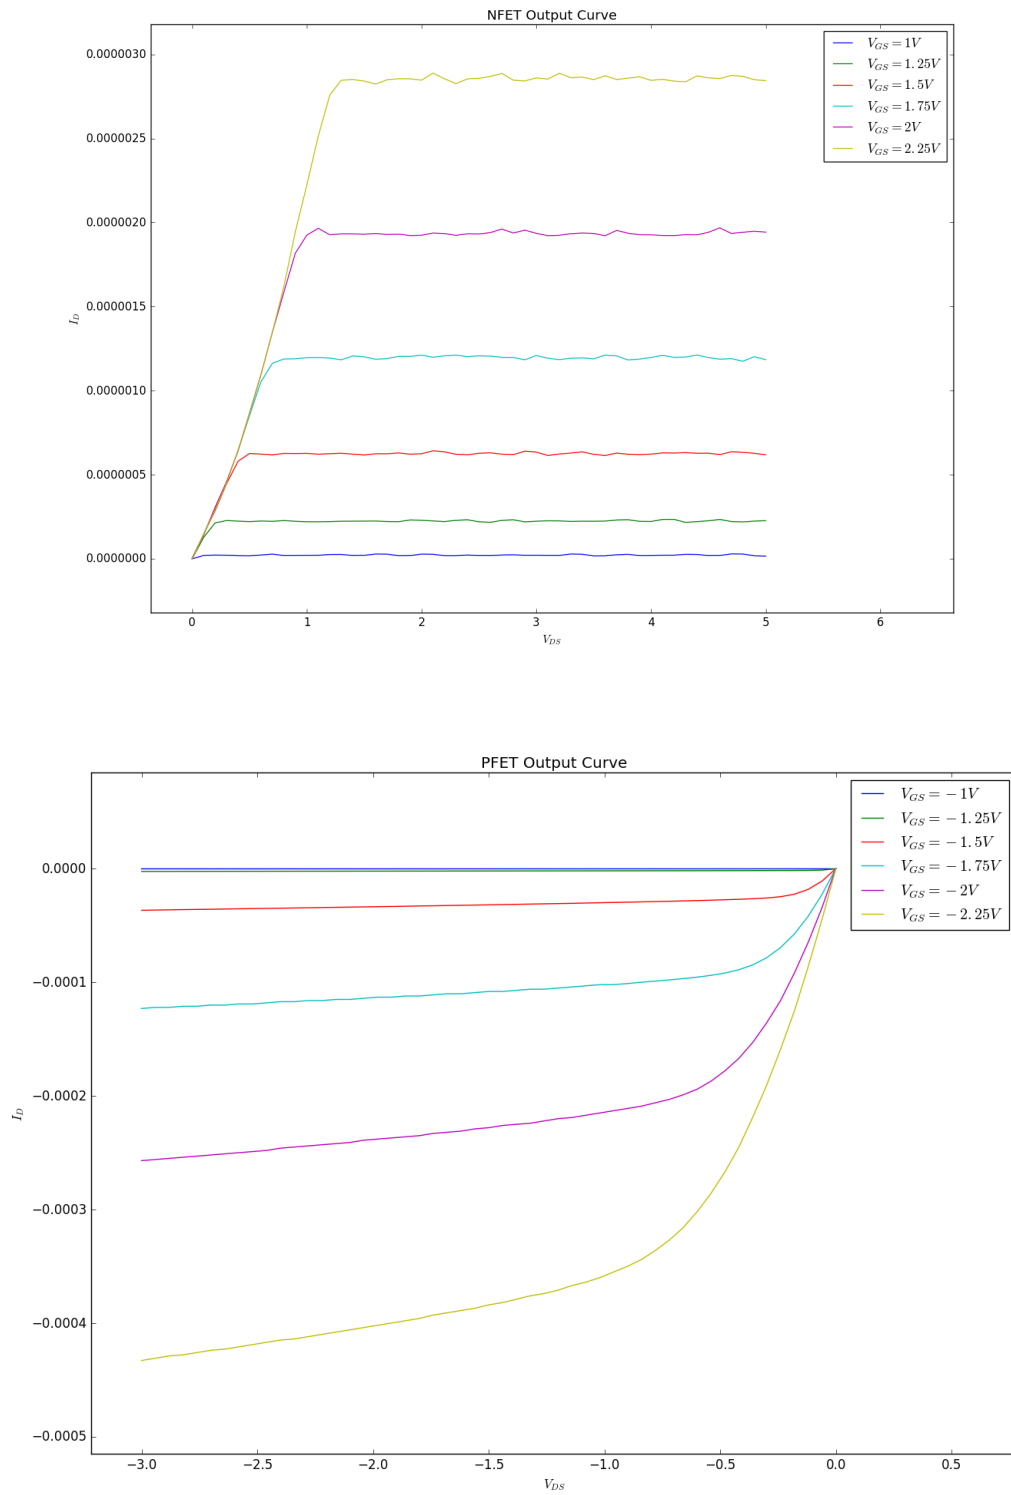 NFET Output Curve
V_GS = 1V
V_GS = 1.25V
V_GS = 1.5V
V_GS = 1.75V
V_GS = 2V
V_GS = 2.25V
0.0000030
0.0000025
0.0000020
0.0000015
0.0000010
0.0000005
0.0000000
I_D
0 1 2 3 4 5 6
V_DS
PFET Output Curve
V_GS = −1V
V_GS = −1.25V
V_GS = −1.5V
V_GS = −1.75V
V_GS = −2V
V_GS = −2.25V
0.0000
−0.0001
−0.0002
−0.0003
−0.0004
−0.0005
I_D
−3.0 −2.5 −2.0 −1.5 −1.0 −0.5 0.0 0.5
V_DS